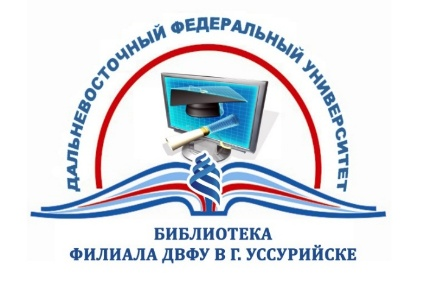 ДАЛЬНЕВОСТОЧНЫЙ ФЕДЕРАЛЬНЫЙ УНИВЕРСИТЕТ
БИБЛИОТЕКА
ФИЛИАЛА ДВФУ В Г. УССУРИЙСКЕ